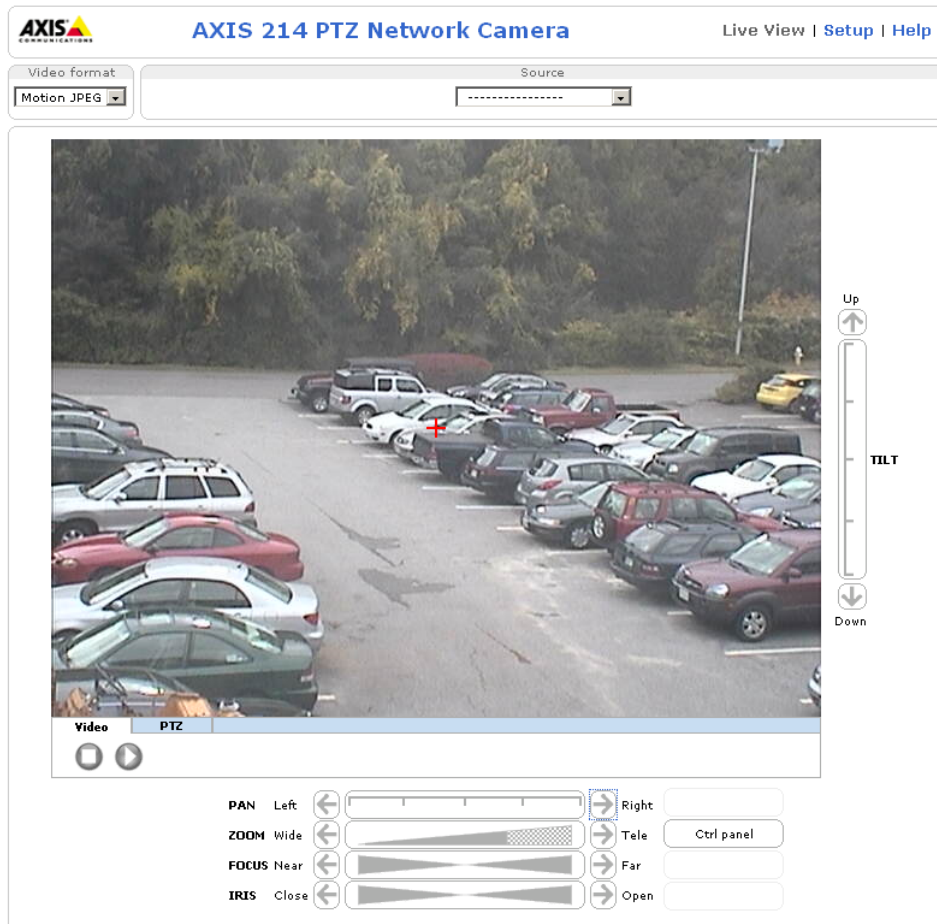 AXIS
COMMUNICATIONS
AXIS 214 PTZ Network Camera
Live View | Setup | Help
Video format
Motion JPEG
Source
----------------
Up
TILT
Down
Video PTZ
PAN Left Right
ZOOM Wide Tele Ctrl panel
FOCUS Near Far
IRIS Close Open